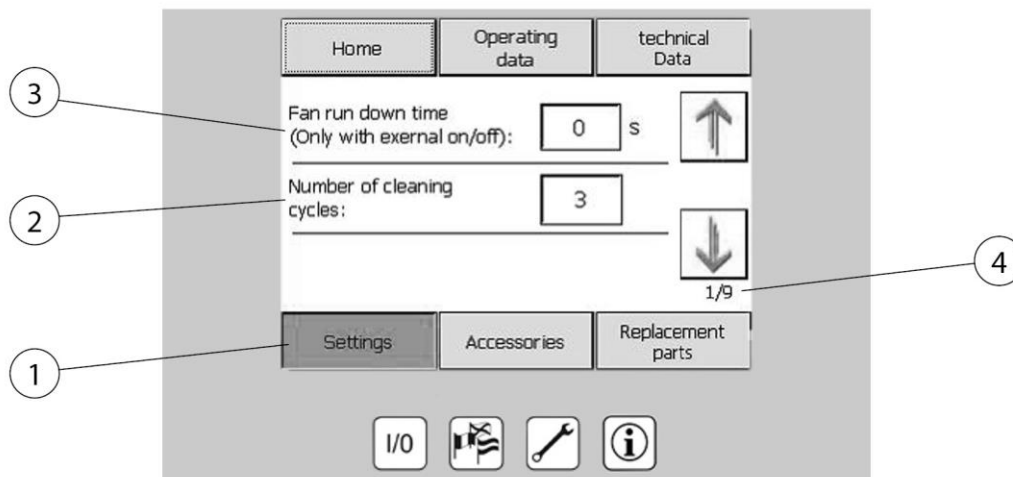 Home
Operating
data
technical
Data
3
Fan run down time
(Only with exernal on/off):
0
s
2
Number of cleaning
cycles:
3
4
1/9
1
Settings
Accessories
Replacement
parts
I/0
i